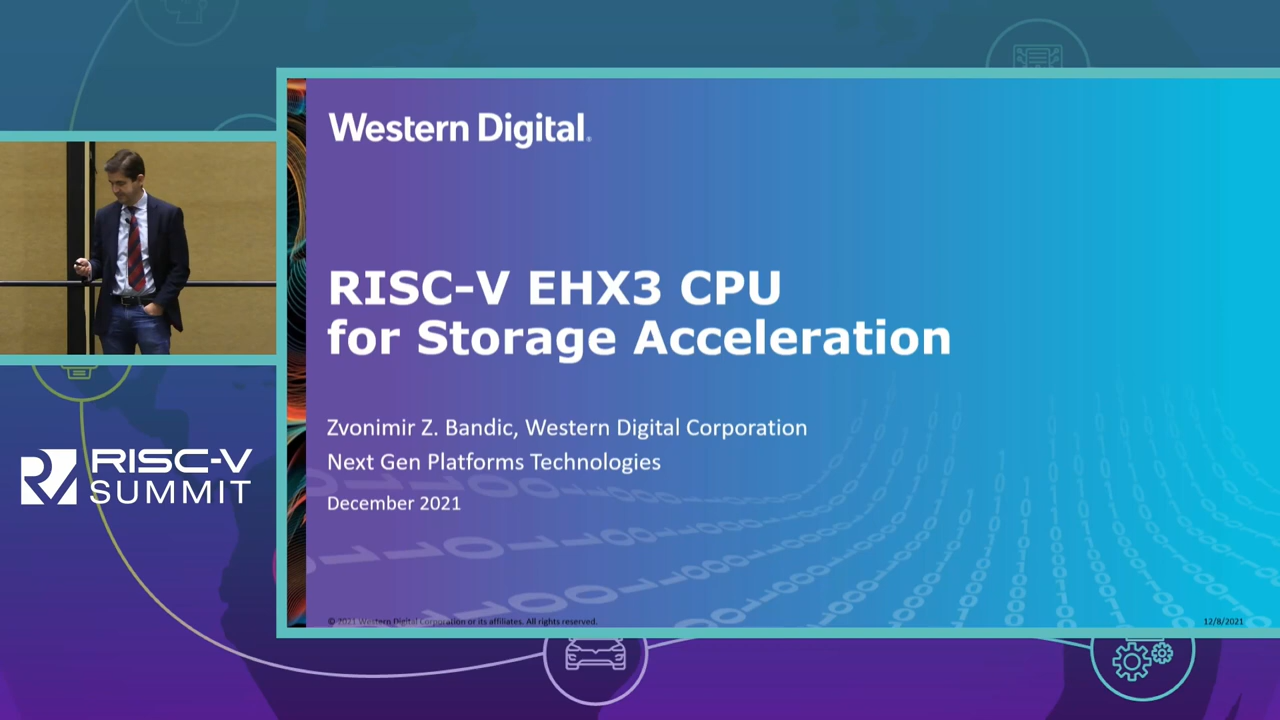 Western Digital.
RISC-V EHX3 CPU
for Storage Acceleration
Zvonimir Z. Bandic, Western Digital Corporation
Next Gen Platforms Technologies
December 2021
© 2021 Western Digital Corporation or its affiliates. All rights reserved.
12/8/2021
RISC-V
SUMMIT